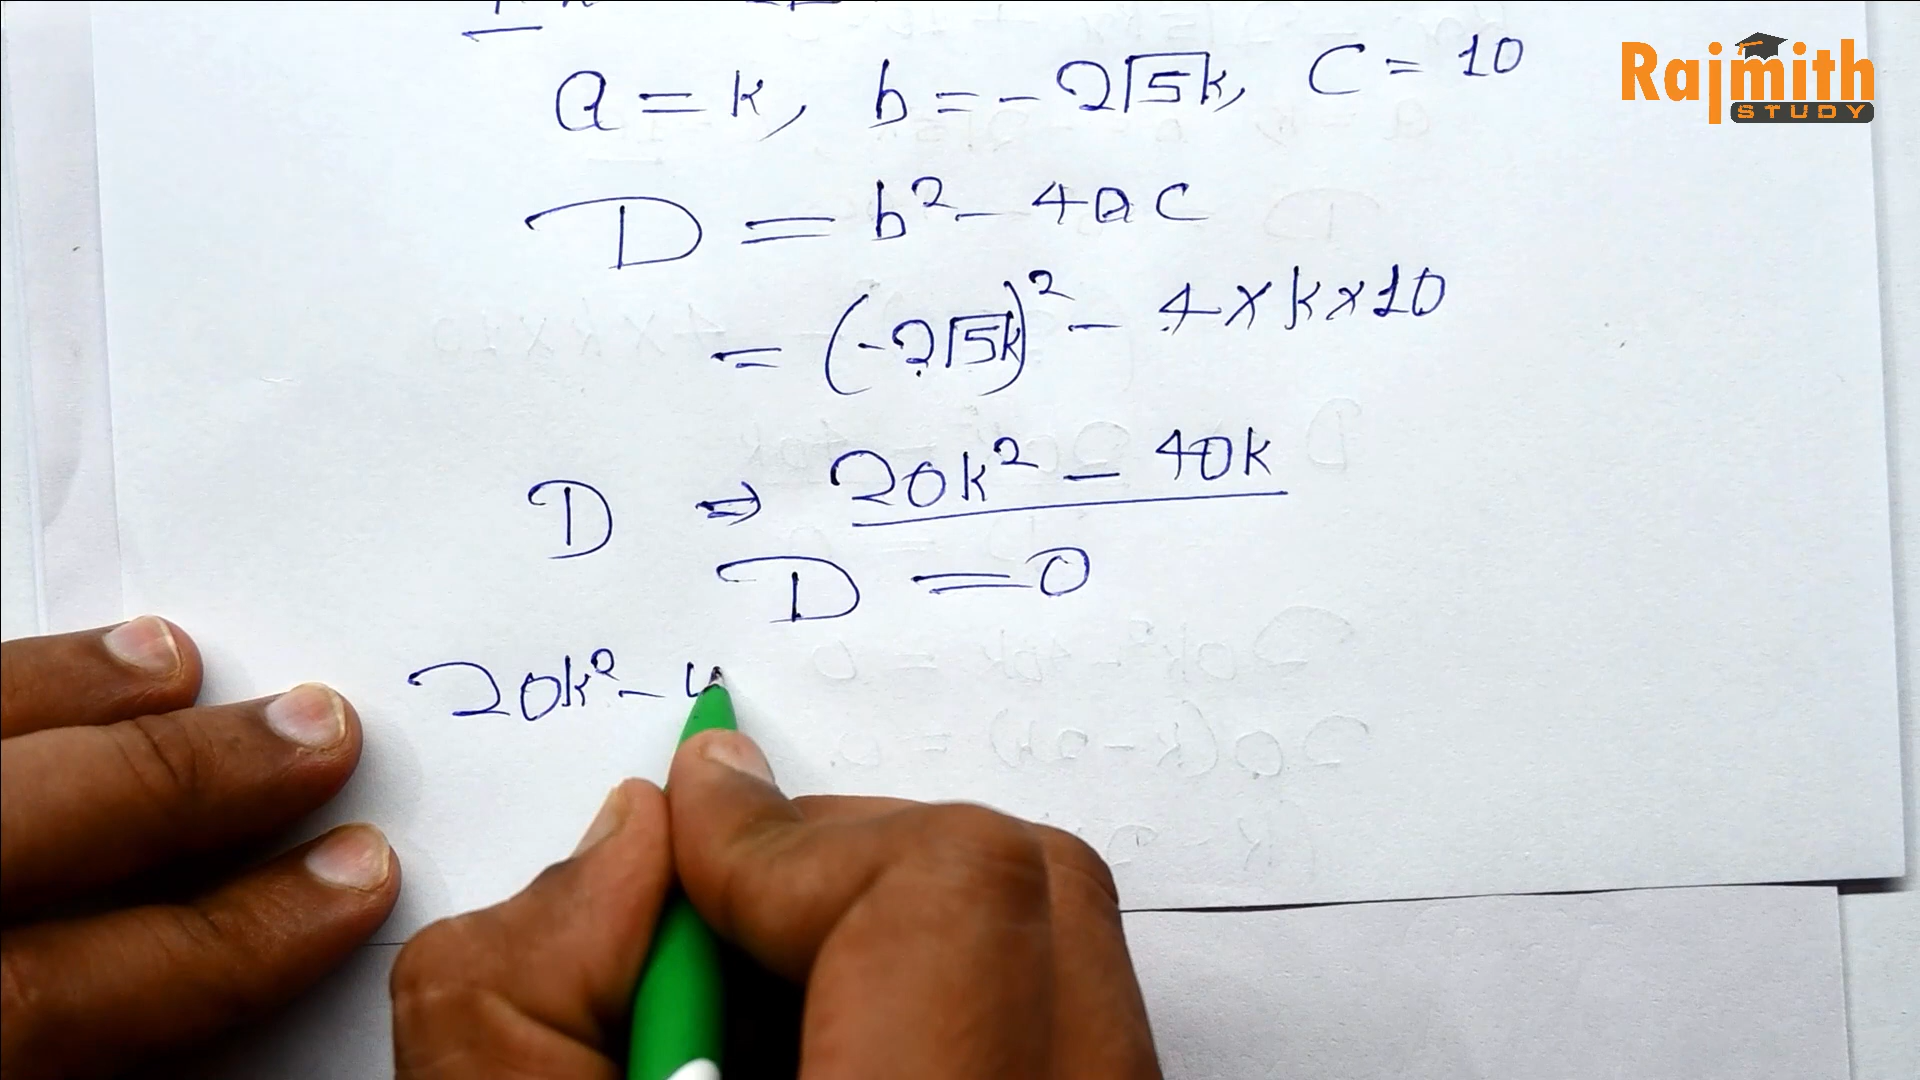 a = k, b = -2√5k, C = 10
D = b² - 4ac
= (-2√5k)² - 4×k×10
D ⇒ 20k² - 40k
D = 0
20k² - 4
Rajmith
STUDY